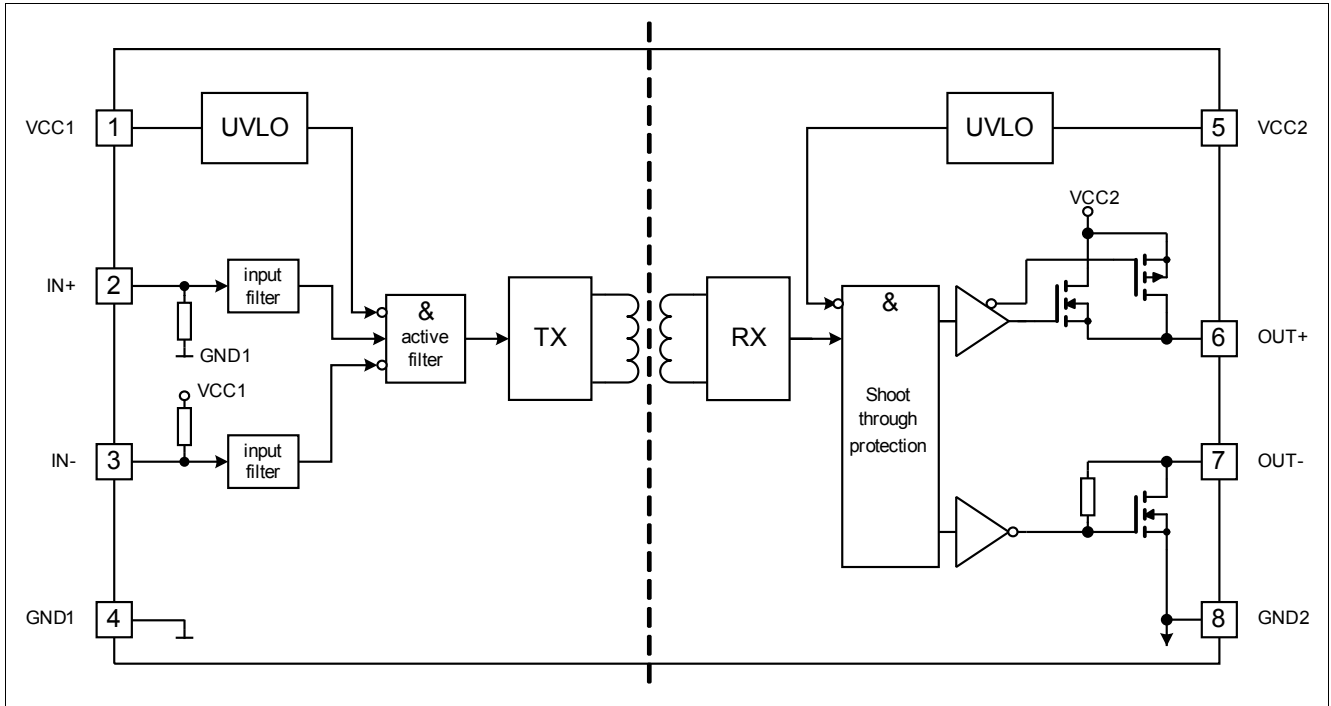 VCC1
1
UVLO
UVLO
5
VCC2
VCC2
IN+
2
input
filter
GND1
&
active
filter
TX
RX
&
Shoot
through
protection
6
OUT+
VCC1
IN-
3
input
filter
7
OUT-
GND1
4
8
GND2